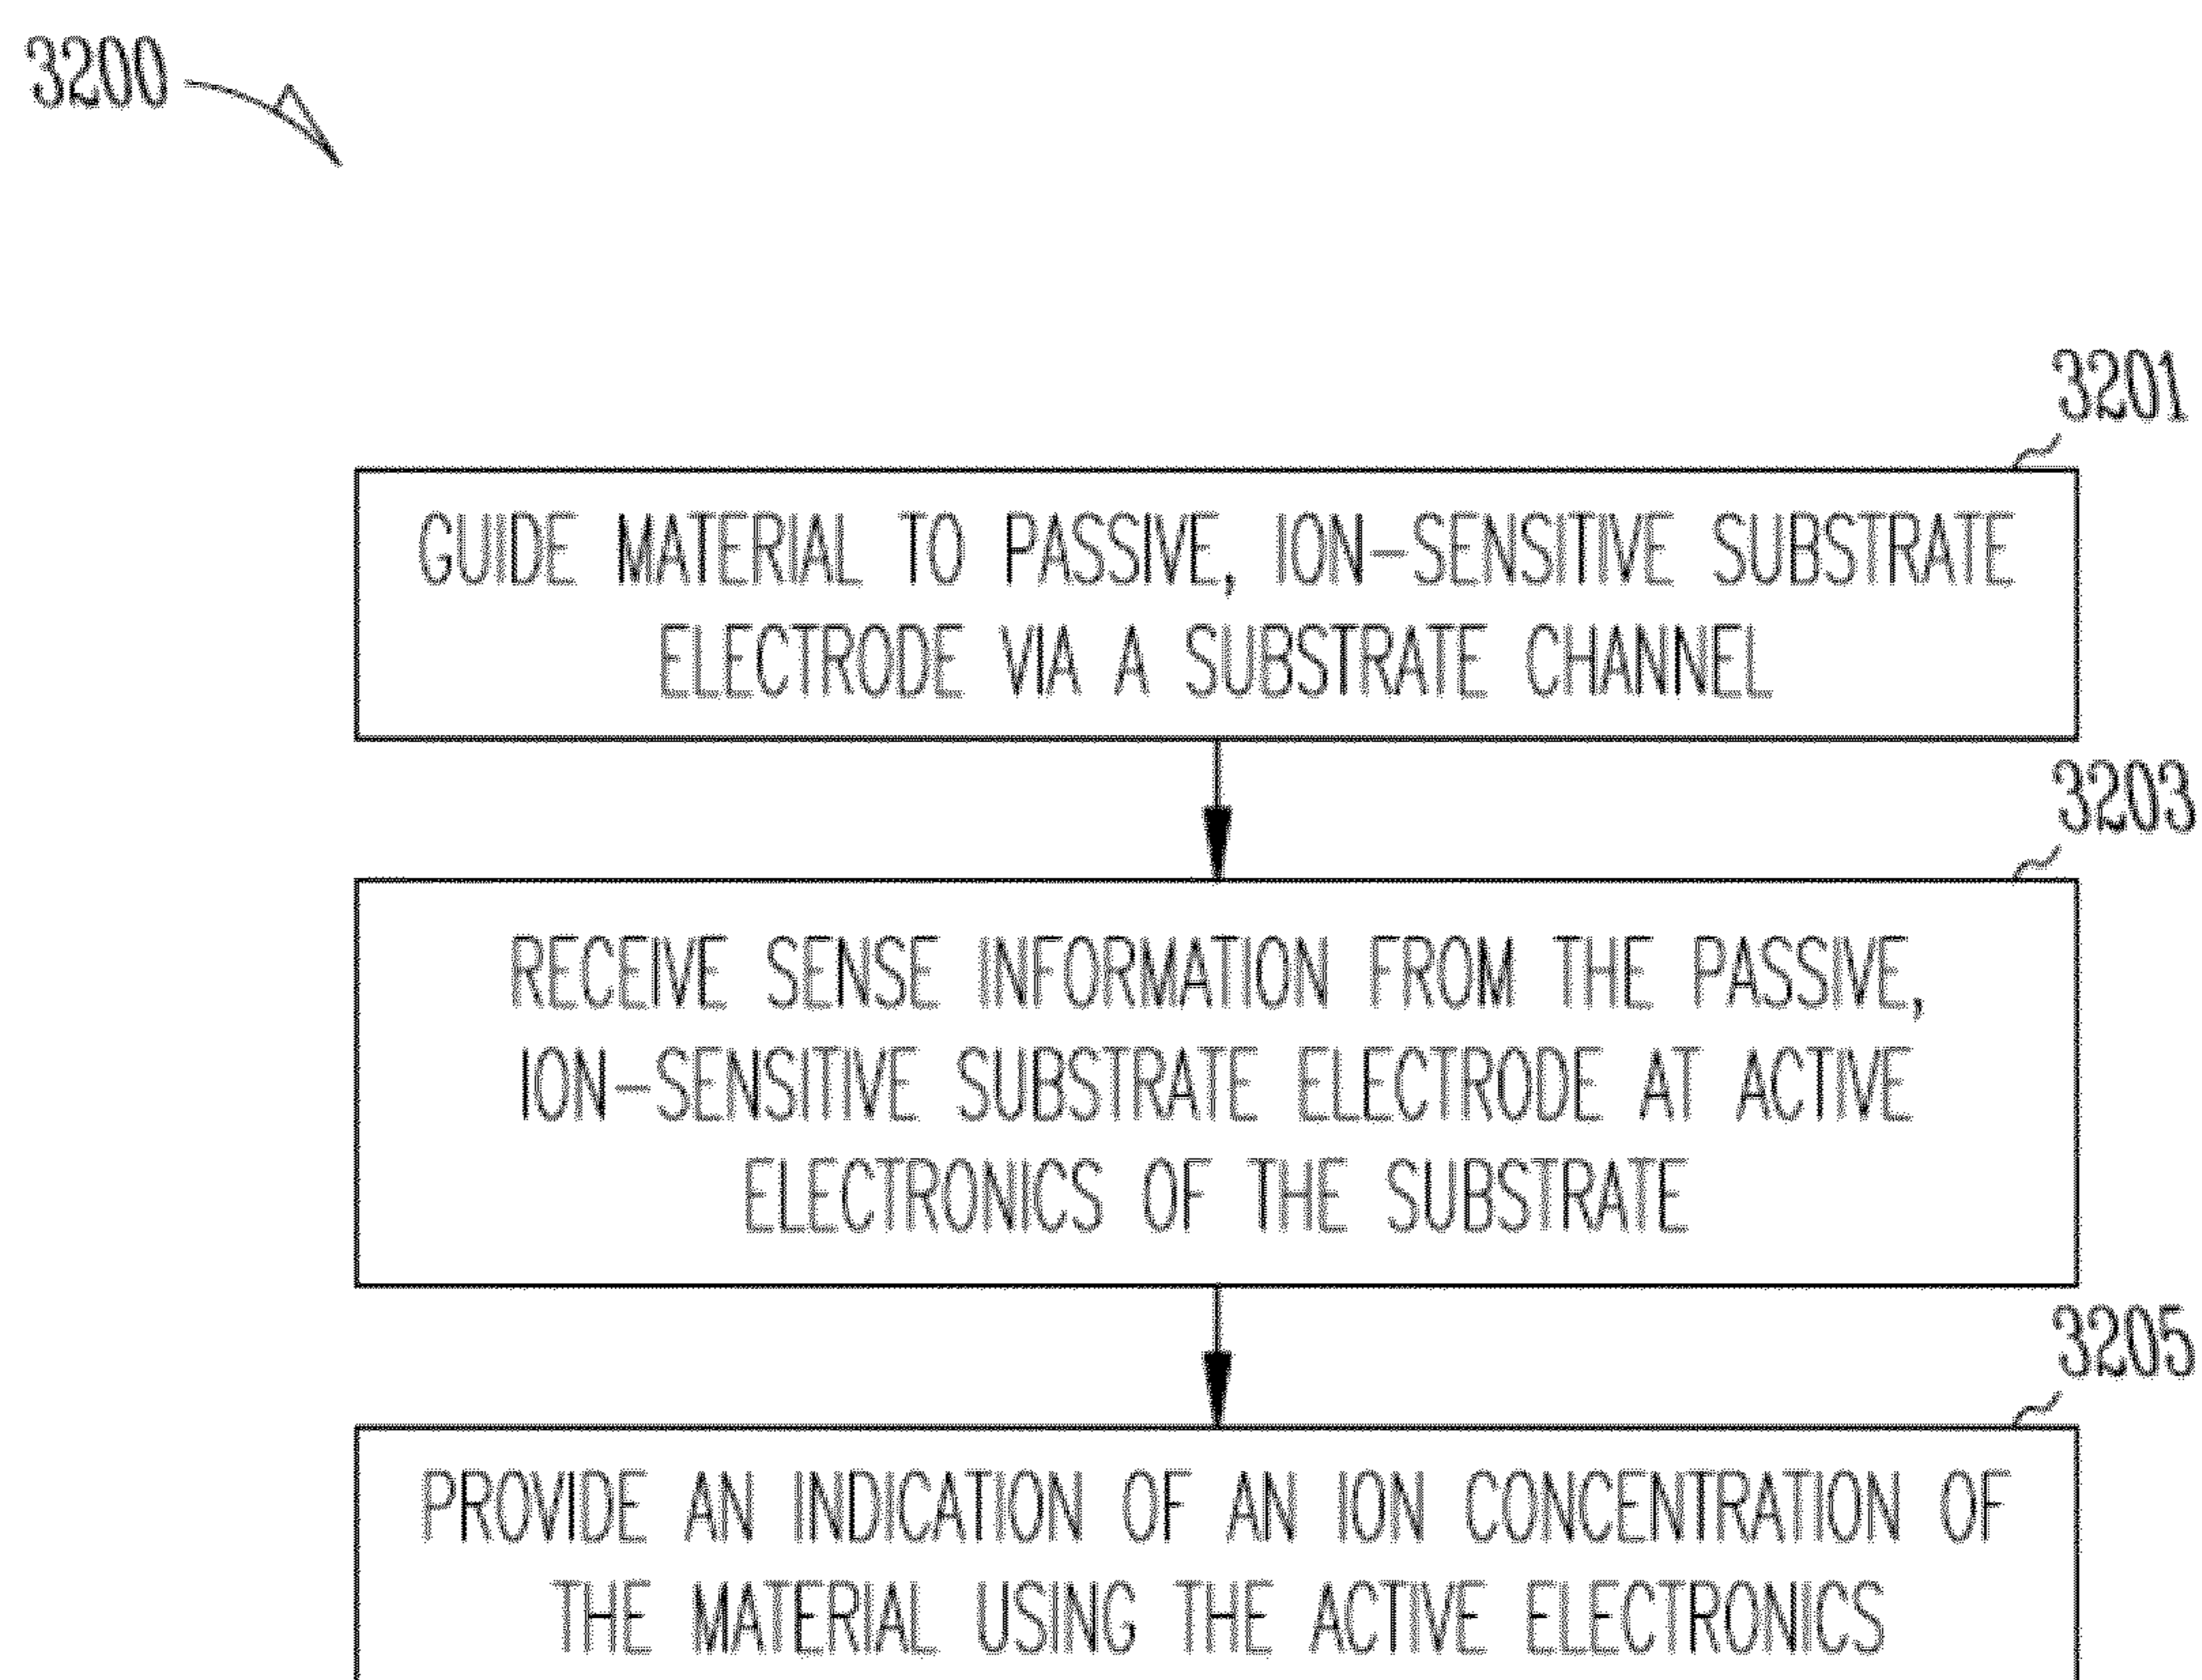 3200
3201
GUIDE MATERIAL TO PASSIVE, ION-SENSITIVE SUBSTRATE
ELECTRODE VIA A SUBSTRATE CHANNEL
3203
RECEIVE SENSE INFORMATION FROM THE PASSIVE,
ION-SENSITIVE SUBSTRATE ELECTRODE AT ACTIVE
ELECTRONICS OF THE SUBSTRATE
3205
PROVIDE AN INDICATION OF AN ION CONCENTRATION OF
THE MATERIAL USING THE ACTIVE ELECTRONICS